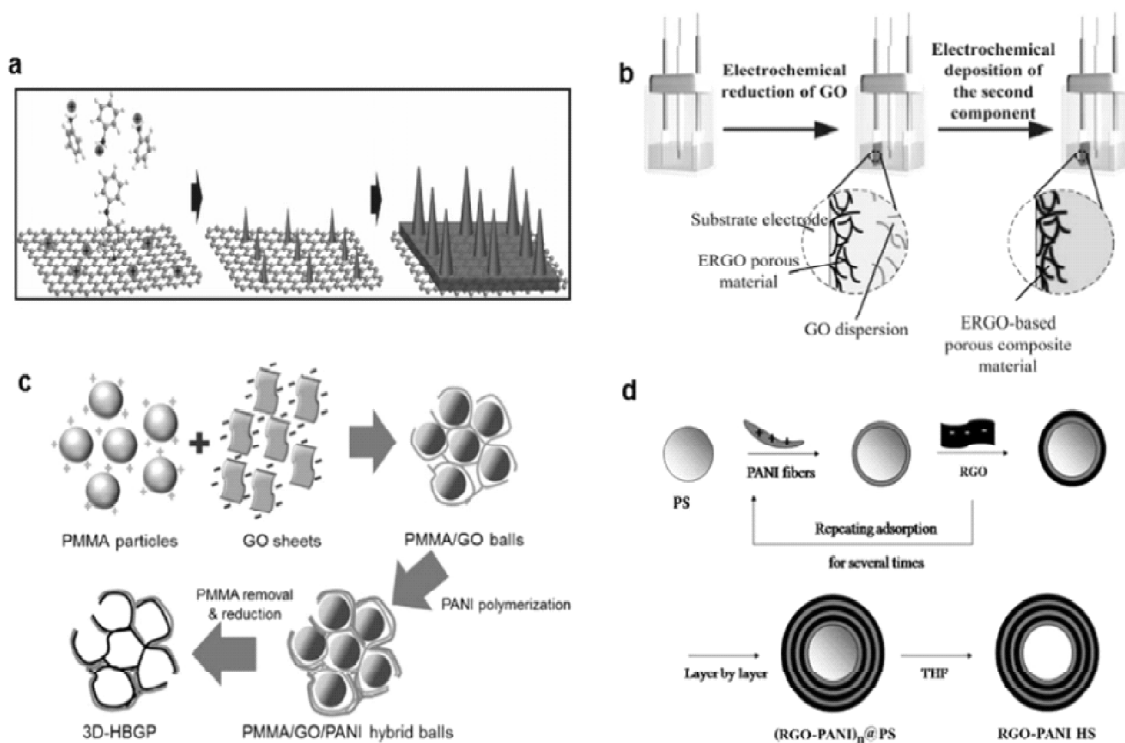 a
b
Electrochemical
reduction of GO
Electrochemical
deposition of
the second
component
Substrate electrode
ERGO porous
material
GO dispersion
ERGO-based
porous composite
material
c
PMMA particles
GO sheets
PMMA/GO balls
PANI polymerization
PMMA removal
& reduction
3D-HBGP
PMMA/GO/PANI hybrid balls
d
PS
PANI fibers
RGO
Repeating adsorption
for several times
Layer by layer
(RGO-PANI)n@PS
THF
RGO-PANI HS